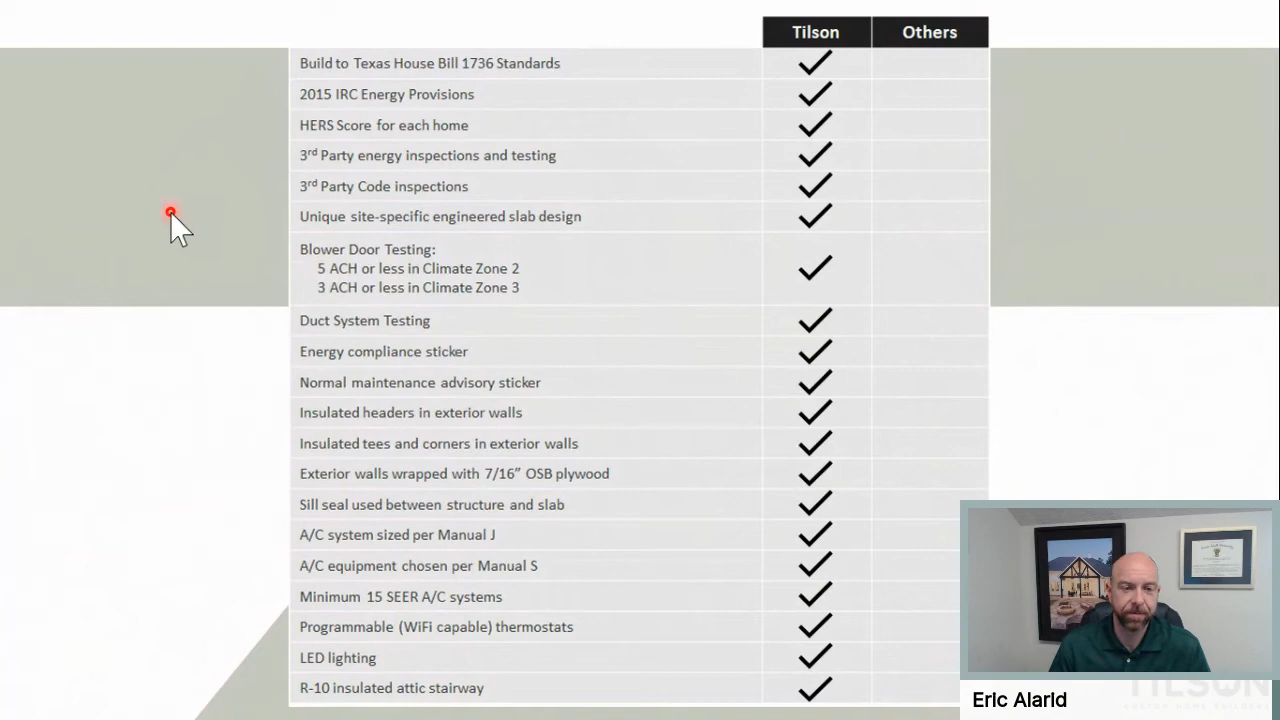 Tilson Others
Build to Texas House Bill 1736 Standards
2015 IRC Energy Provisions
HERS Score for each home
3rd Party energy inspections and testing
3rd Party Code inspections
Unique site-specific engineered slab design
Blower Door Testing:
5 ACH or less in Climate Zone 2
3 ACH or less in Climate Zone 3
Duct System Testing
Energy compliance sticker
Normal maintenance advisory sticker
Insulated headers in exterior walls
Insulated tees and corners in exterior walls
Exterior walls wrapped with 7/16” OSB plywood
Sill seal used between structure and slab
A/C system sized per Manual J
A/C equipment chosen per Manual S
Minimum 15 SEER A/C systems
Programmable (WiFi capable) thermostats
LED lighting
R-10 insulated attic stairway
Eric Alarid
TILSON